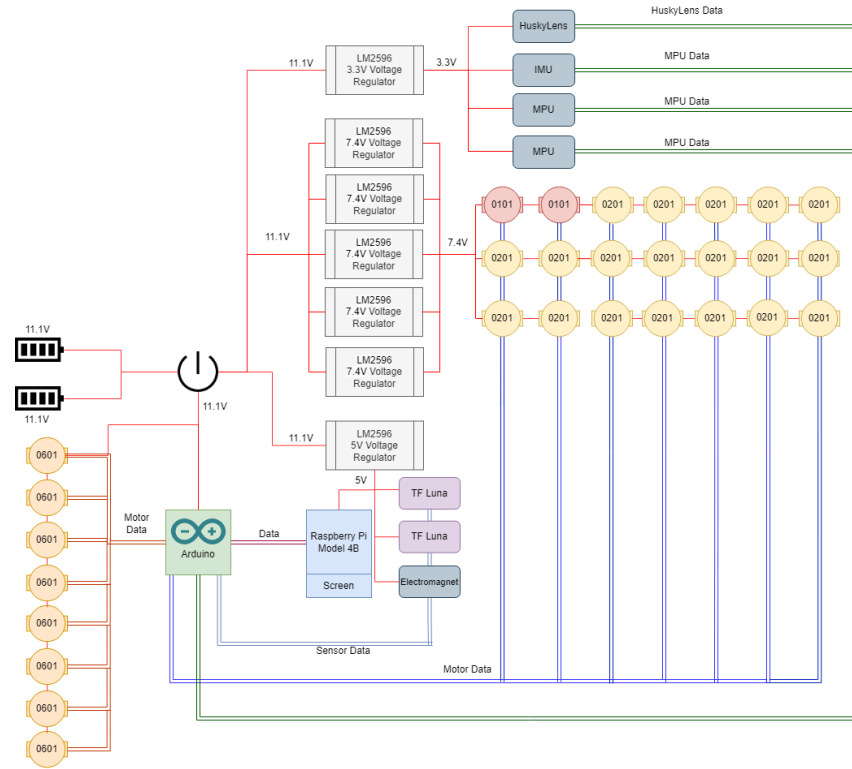 HuskyLens Data
HuskyLens
11.1V
LM2596
3.3V Voltage
Regulator
3.3V
IMU
MPU Data
MPU
MPU Data
MPU
MPU Data
LM2596
7.4V Voltage
Regulator
LM2596
7.4V Voltage
Regulator
11.1V
LM2596
7.4V Voltage
Regulator
7.4V
LM2596
7.4V Voltage
Regulator
LM2596
7.4V Voltage
Regulator
0101 0101 0201 0201 0201 0201 0201
0201 0201 0201 0201 0201 0201 0201
0201 0201 0201 0201 0201 0201 0201
11.1V
11.1V
11.1V
11.1V
LM2596
5V Voltage
Regulator
5V
TF Luna
TF Luna
Electromagnet
0601
0601
0601
0601
0601
0601
0601
0601
Motor
Data
Arduino
Data
Raspberry Pi
Model 4B
Screen
Sensor Data
Motor Data